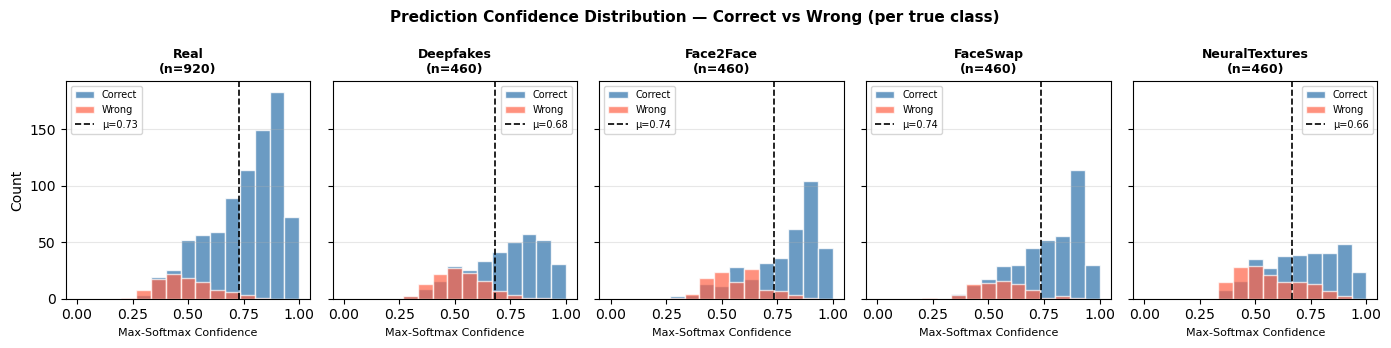 Prediction Confidence Distribution — Correct vs Wrong (per true class)
Real
(n=920)
Deepfakes
(n=460)
Face2Face
(n=460)
FaceSwap
(n=460)
NeuralTextures
(n=460)
Correct
Wrong
μ=0.73
Correct
Wrong
μ=0.68
Correct
Wrong
μ=0.74
Correct
Wrong
μ=0.74
Correct
Wrong
μ=0.66
Count
150
100
50
0
0.00 0.25 0.50 0.75 1.00
0.00 0.25 0.50 0.75 1.00
0.00 0.25 0.50 0.75 1.00
0.00 0.25 0.50 0.75 1.00
0.00 0.25 0.50 0.75 1.00
Max-Softmax Confidence
Max-Softmax Confidence
Max-Softmax Confidence
Max-Softmax Confidence
Max-Softmax Confidence